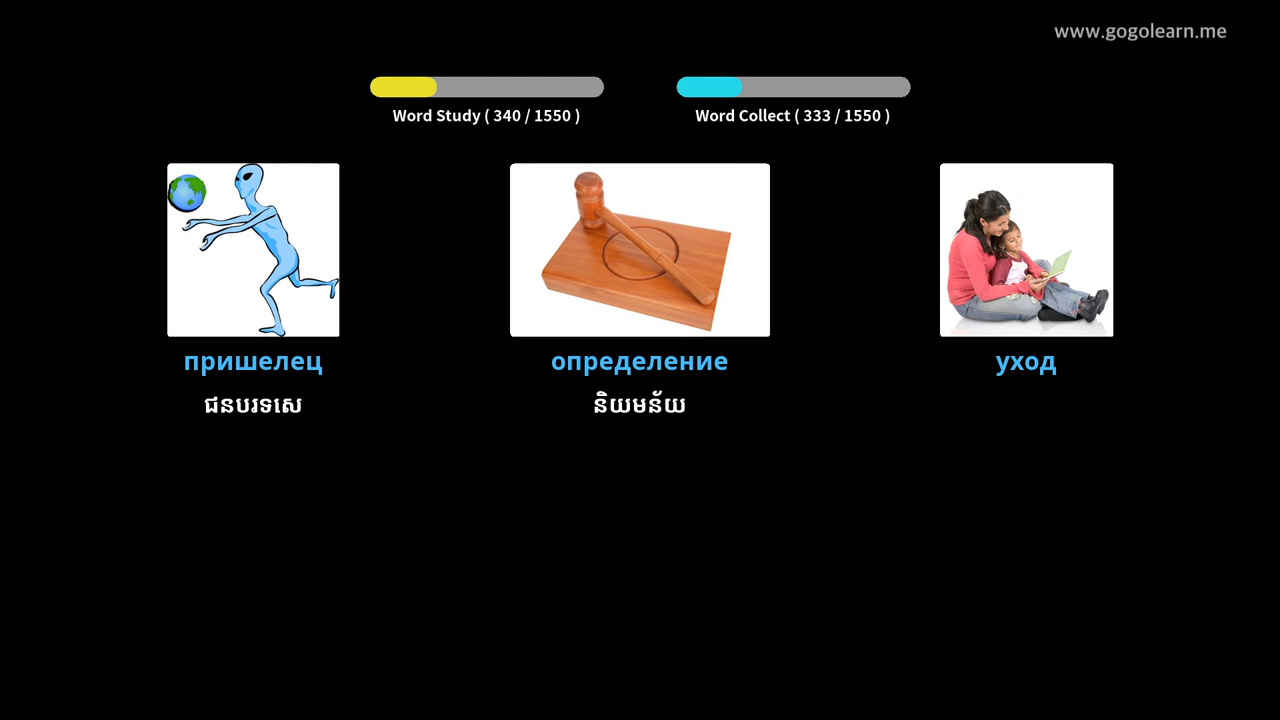 www.gogolearn.me
Word Study ( 340 / 1550 )
Word Collect ( 333 / 1550 )
пришелец
определение
уход
ជនបរទេស
និយមន័យ